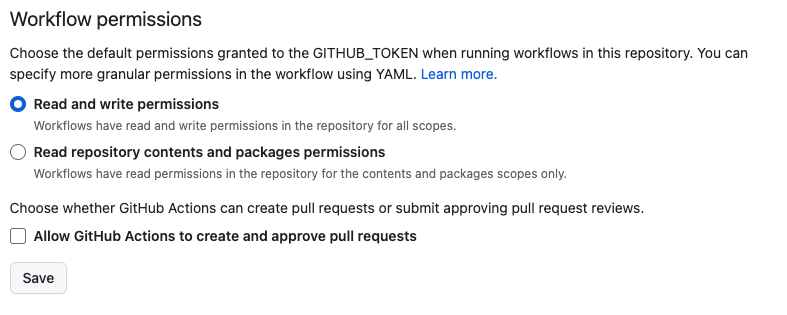 Workflow permissions
Choose the default permissions granted to the GITHUB_TOKEN when running workflows in this repository. You can
specify more granular permissions in the workflow using YAML. Learn more.
Read and write permissions
Workflows have read and write permissions in the repository for all scopes.
Read repository contents and packages permissions
Workflows have read permissions in the repository for the contents and packages scopes only.
Choose whether GitHub Actions can create pull requests or submit approving pull request reviews.
Allow GitHub Actions to create and approve pull requests
Save